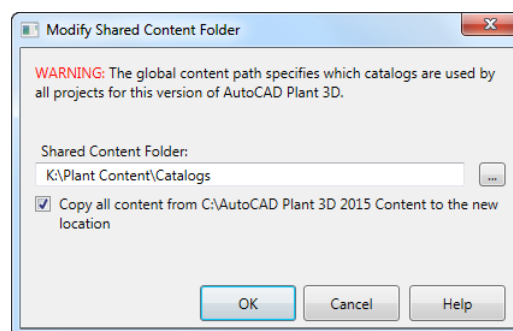 Modify Shared Content Folder
WARNING: The global content path specifies which catalogs are used by
all projects for this version of AutoCAD Plant 3D.
Shared Content Folder:
K:\Plant Content\Catalogs
...
Copy all content from C:\AutoCAD Plant 3D 2015 Content to the new
location
OK Cancel Help